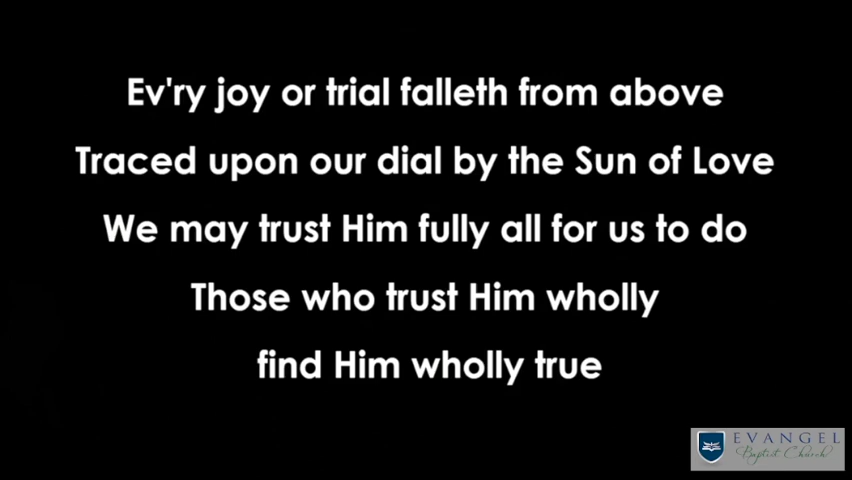 Ev'ry joy or trial falleth from above
Traced upon our dial by the Sun of Love
We may trust Him fully all for us to do
Those who trust Him wholly
find Him wholly true
EVANGEL
Baptist Church